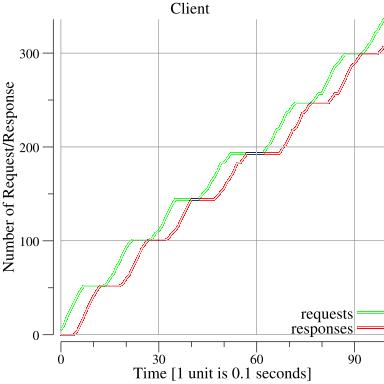 Client
Number of Request/Response
300
200
100
0
requests
responses
0 30 60 90
Time [1 unit is 0.1 seconds]